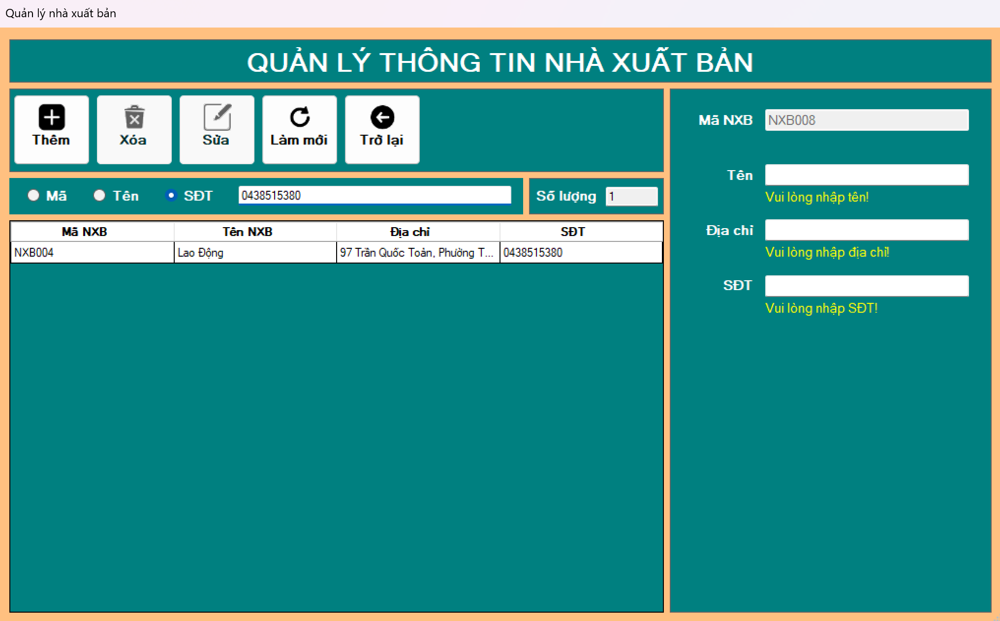 Quản lý nhà xuất bản
QUẢN LÝ THÔNG TIN NHÀ XUẤT BẢN
Thêm Xóa Sửa Làm mới Trở lại
Mã Tên SĐT 0438515380 Số lượng 1
Mã NXB Tên NXB Địa chỉ SĐT
NXB004 Lao Động 97 Trần Quốc Toản, Phường T... 0438515380
Mã NXB NXB008
Tên
Vui lòng nhập tên!
Địa chỉ
Vui lòng nhập địa chỉ!
SĐT
Vui lòng nhập SĐT!